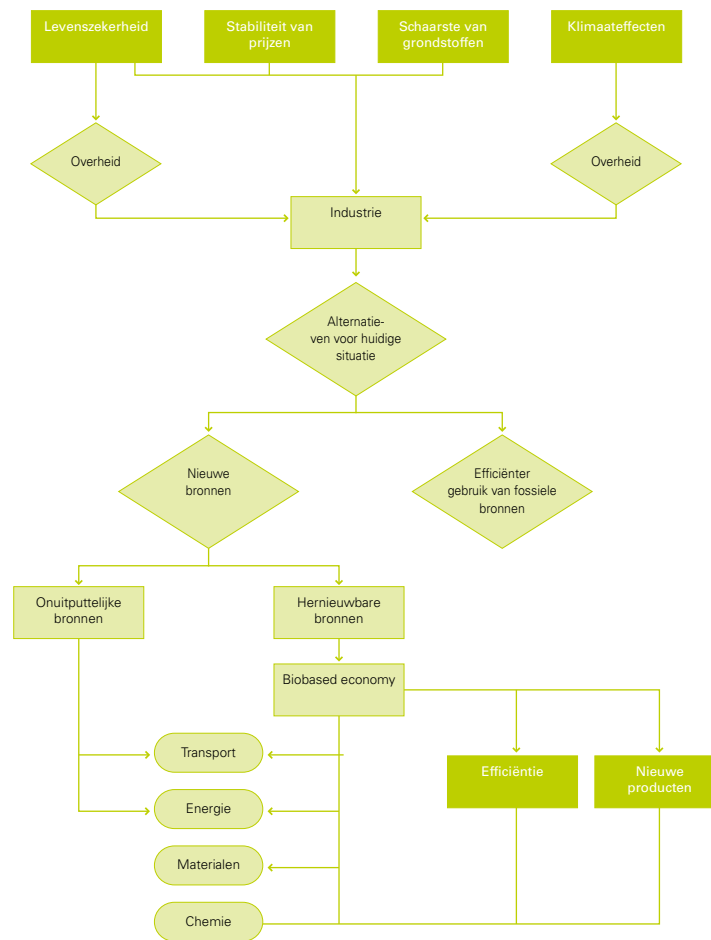 Levenszekerheid
Stabiliteit van
prijzen
Schaarste van
grondstoffen
Klimaateffecten
Overheid
Overheid
Industrie
Alternatie-
ven voor huidige
situatie
Nieuwe
bronnen
Efficiënter
gebruik van fossiele
bronnen
Onuitputtelijke
bronnen
Hernieuwbare
bronnen
Biobased economy
Transport
Efficiëntie
Nieuwe
producten
Energie
Materialen
Chemie